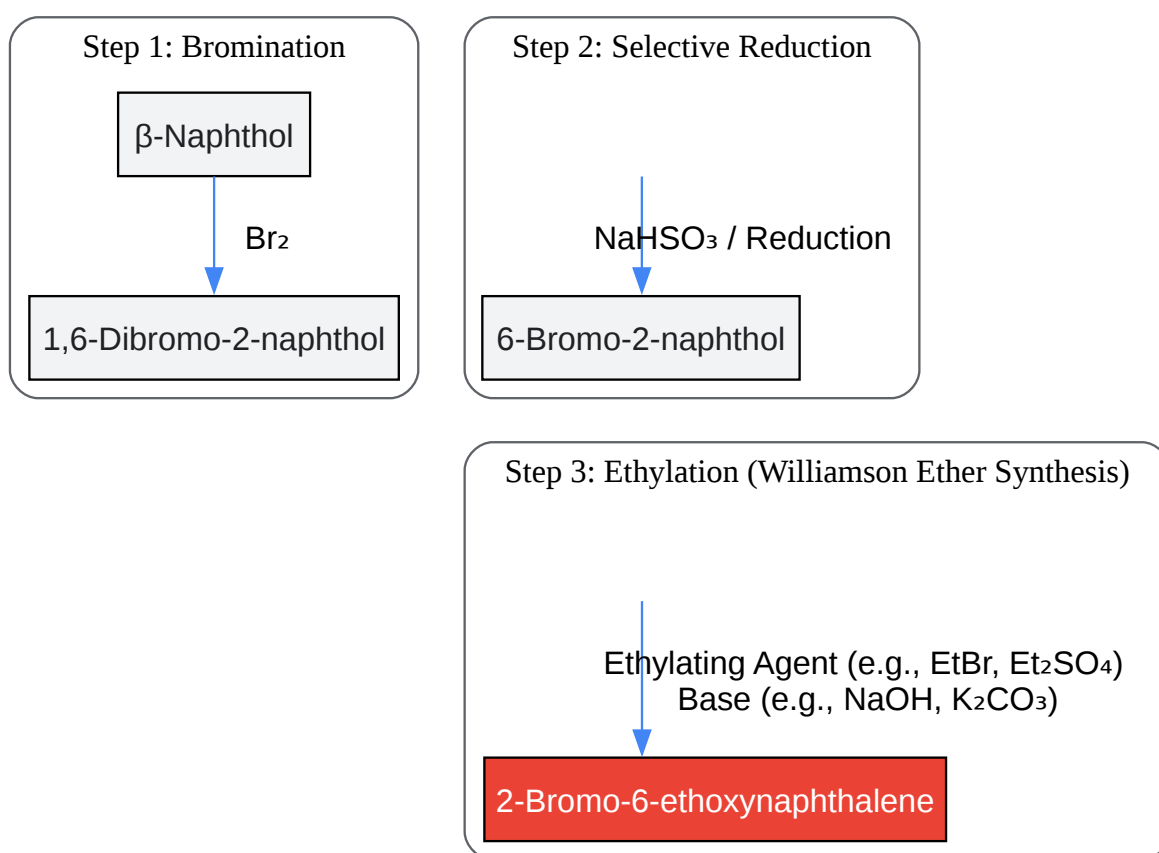 Step 1: Bromination
β-Naphthol
Br₂
1,6-Dibromo-2-naphthol
Step 2: Selective Reduction
NaHSO₃ / Reduction
6-Bromo-2-naphthol
Step 3: Ethylation (Williamson Ether Synthesis)
Ethylating Agent (e.g., EtBr, Et₂SO₄)
Base (e.g., NaOH, K₂CO₃)
2-Bromo-6-ethoxynaphthalene